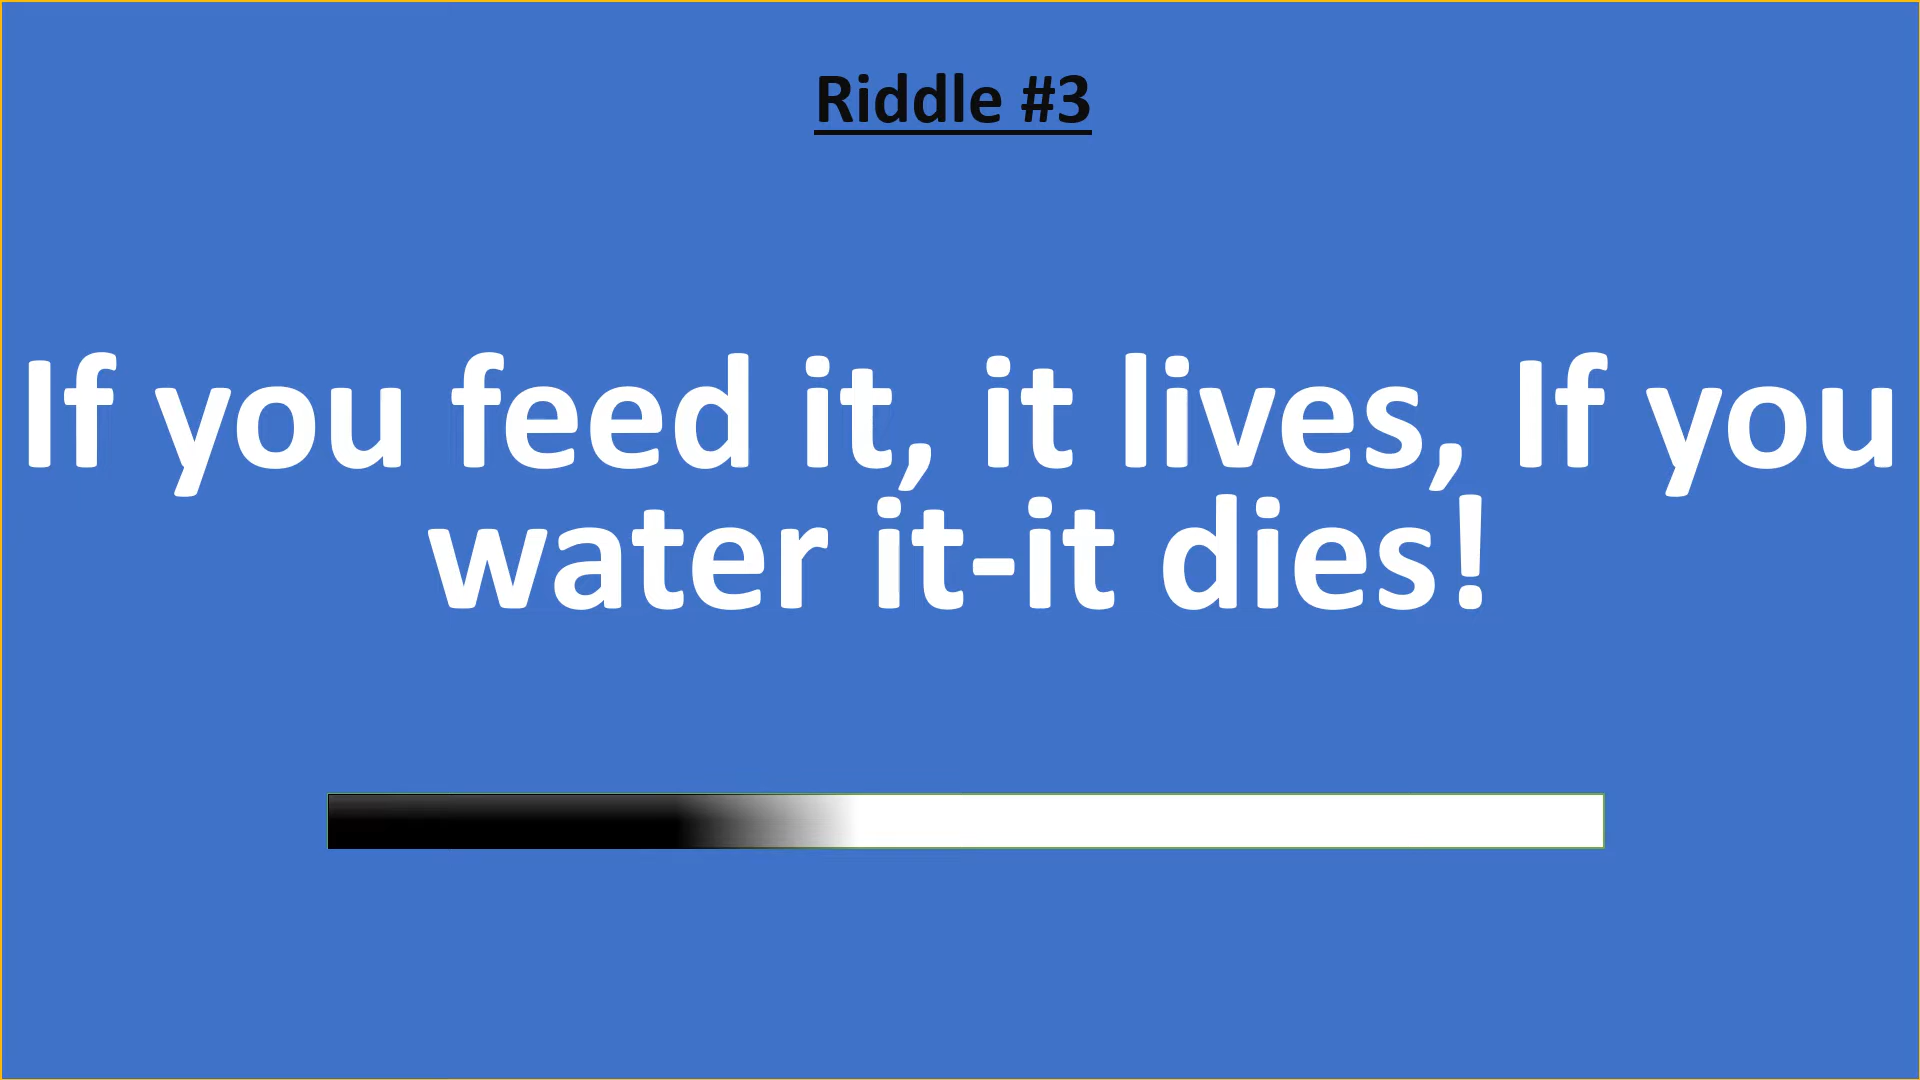 Riddle #3
If you feed it, it lives, If you
water it-it dies!